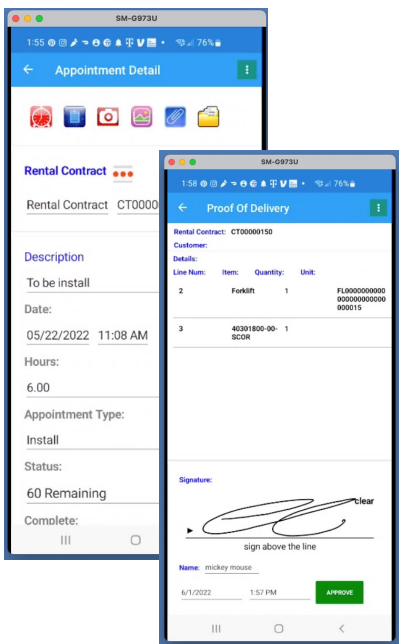 SM-G973U
1:55 76%
Appointment Detail
Rental Contract
Rental Contract CT0000
Description
To be install
Date:
05/22/2022 11:08 AM
Hours:
6.00
Appointment Type:
Install
Status:
60 Remaining
Complete:
SM-G973U
1:58 76%
Proof Of Delivery
Rental Contract: CT00000150
Customer:
Details:
Line Num: Item: Quantity: Unit:
2 Forklift 1 FL0000000000
00000000000000
000015
3 40301800-00- 1
SCOR
Signature:
clear
sign above the line
Name: mickey mouse
6/1/2022 1:57 PM APPROVE